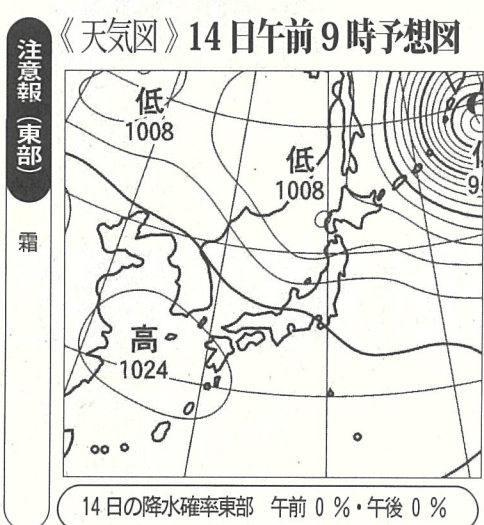 《天気図》14日午前9時予想図
注意報(東部)
霜
低
1008
低
1008
高
1024
14日の降水確率東部 午前 0 %・午後 0 %